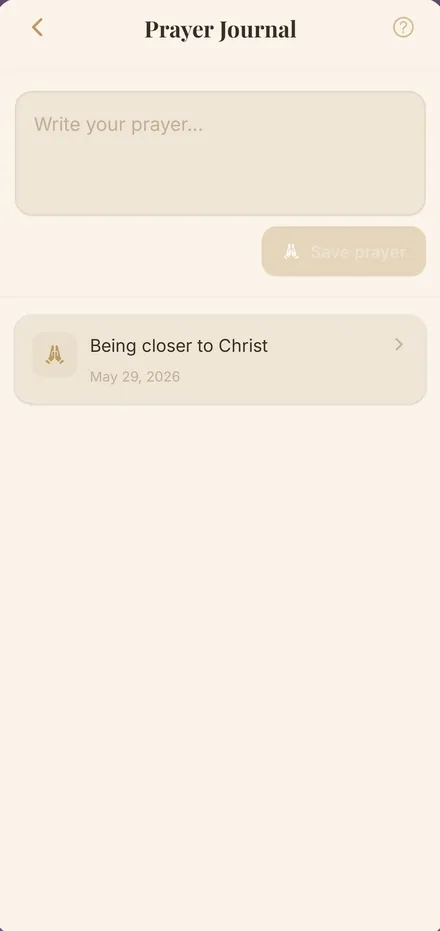 Prayer Journal
Write your prayer...
Save prayer
Being closer to Christ
May 29, 2026